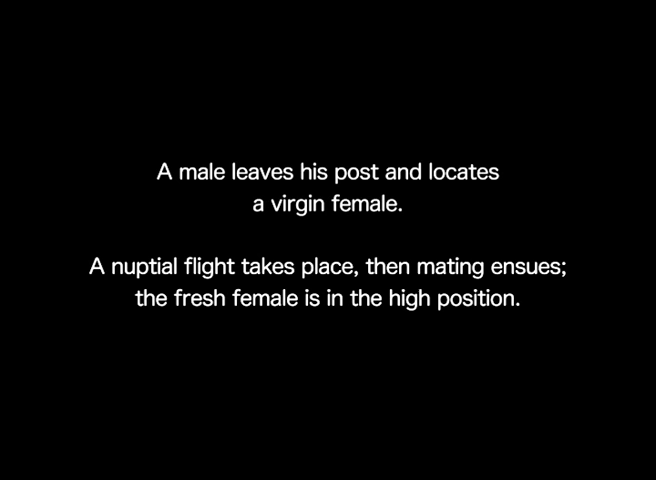 A male leaves his post and locates
a virgin female.
A nuptial flight takes place, then mating ensues;
the fresh female is in the high position.